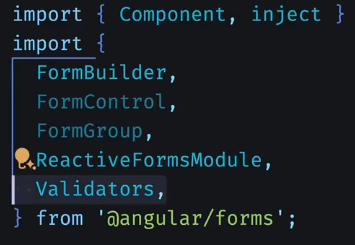 import { Component, inject }
import {
FormBuilder,
FormControl,
FormGroup,
ReactiveFormsModule,
Validators,
} from '@angular/forms';